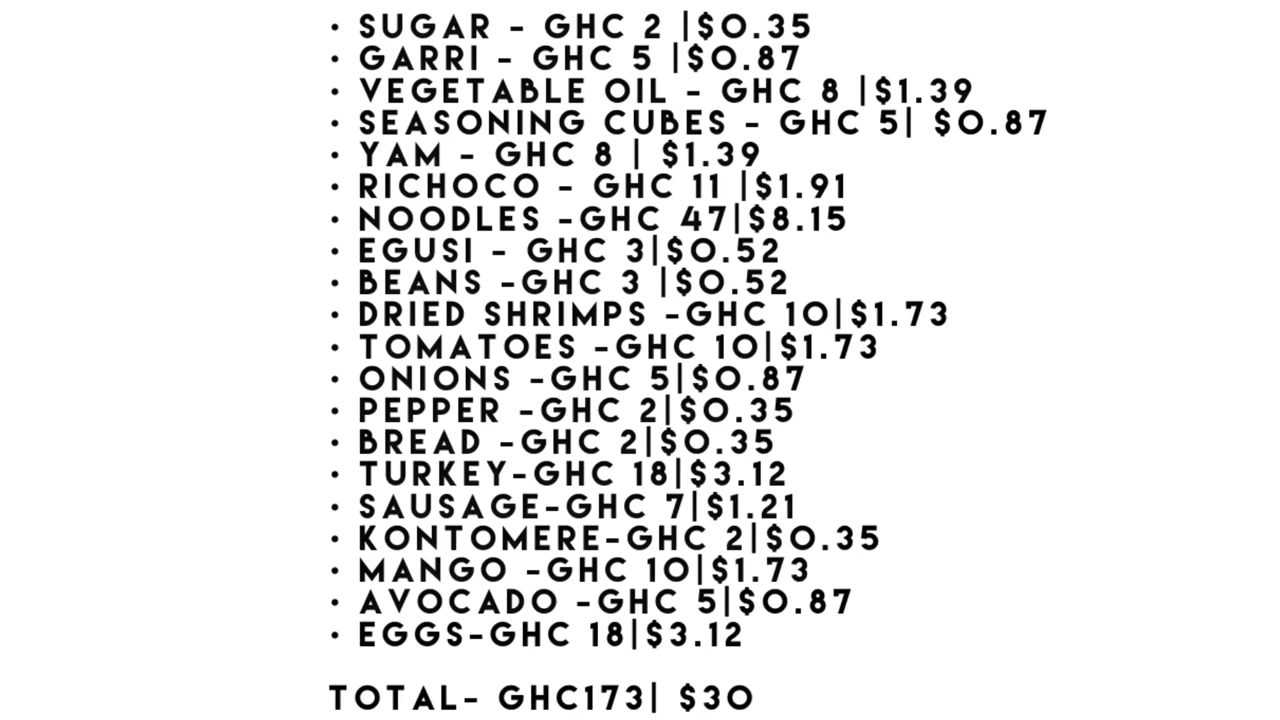 • SUGAR - GHC 2 |$0.35
• GARRI - GHC 5 |$0.87
• VEGETABLE OIL - GHC 8 |$1.39
• SEASONING CUBES - GHC 5| $0.87
• YAM - GHC 8 | $1.39
• RICHOCO - GHC 11 |$1.91
• NOODLES -GHC 47|$8.15
• EGUSI - GHC 3|$0.52
• BEANS -GHC 3 |$0.52
• DRIED SHRIMPS -GHC 10|$1.73
• TOMATOES -GHC 10|$1.73
• ONIONS -GHC 5|$0.87
• PEPPER -GHC 2|$0.35
• BREAD -GHC 2|$0.35
• TURKEY-GHC 18|$3.12
• SAUSAGE-GHC 7|$1.21
• KONTOMERE-GHC 2|$0.35
• MANGO -GHC 10|$1.73
• AVOCADO -GHC 5|$0.87
• EGGS-GHC 18|$3.12
TOTAL- GHC173| $30